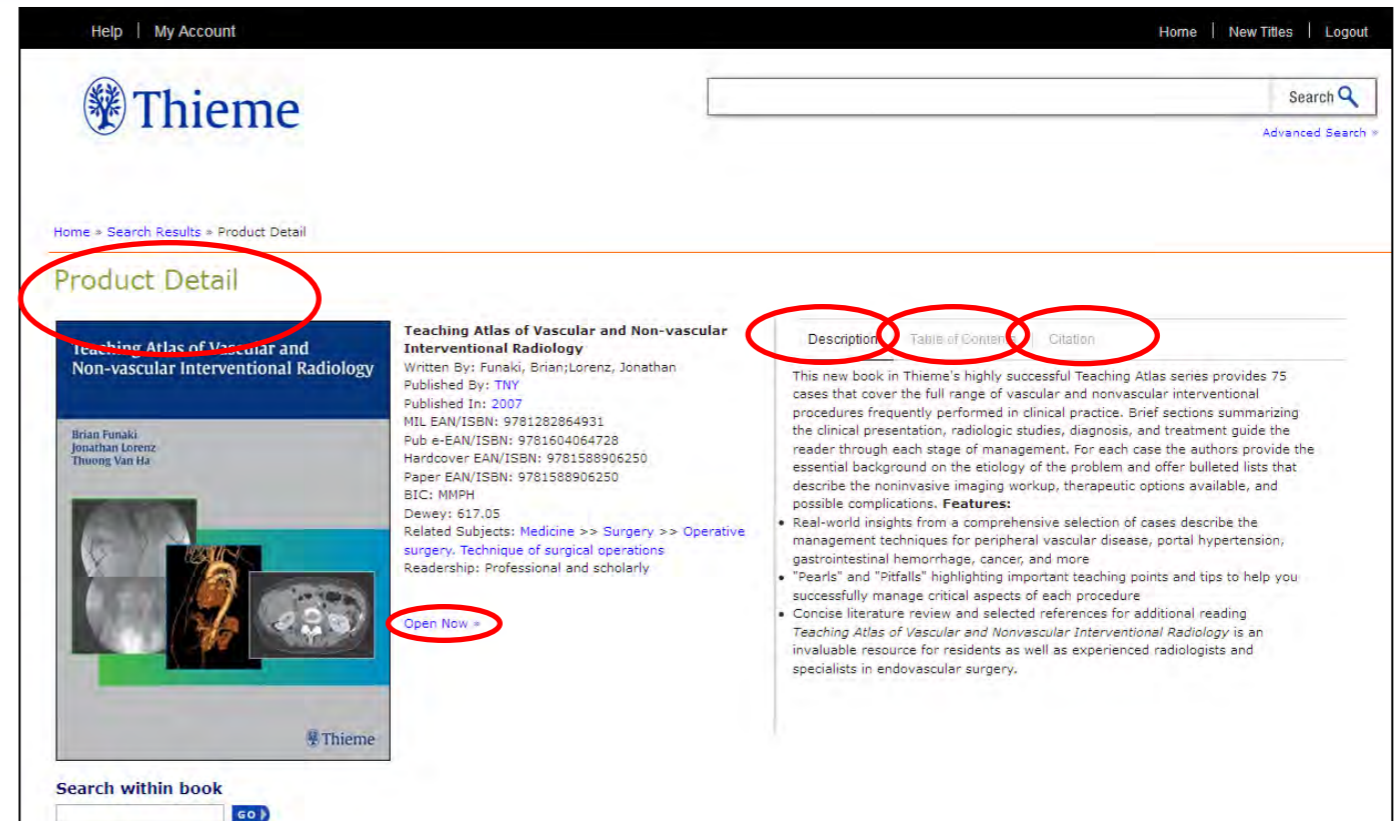 Help | My Account
Home | New Titles | Logout
Thieme
Search
Advanced Search »
Home » Search Results » Product Detail
Product Detail
Teaching Atlas of Vascular and
Non-vascular Interventional Radiology
Brian Funaki
Jonathan Lorenz
Thuong Van Ha
Thieme
Search within book
GO
Teaching Atlas of Vascular and Non-vascular
Interventional Radiology
Written By: Funaki, Brian;Lorenz, Jonathan
Published By: TNY
Published In: 2007
MIL EAN/ISBN: 9781282864931
Pub e-EAN/ISBN: 9781604064728
Hardcover EAN/ISBN: 9781588906250
Paper EAN/ISBN: 9781588906250
BIC: MMPH
Dewey: 617.05
Related Subjects: Medicine >> Surgery >> Operative
surgery. Technique of surgical operations
Readership: Professional and scholarly
Open Now »
Description | Table of Contents | Citation
This new book in Thieme's highly successful Teaching Atlas series provides 75
cases that cover the full range of vascular and nonvascular interventional
procedures frequently performed in clinical practice. Brief sections summarizing
the clinical presentation, radiologic studies, diagnosis, and treatment guide the
reader through each stage of management. For each case the authors provide the
essential background on the etiology of the problem and offer bulleted lists that
describe the noninvasive imaging workup, therapeutic options available, and
possible complications. Features:
• Real-world insights from a comprehensive selection of cases describe the
management techniques for peripheral vascular disease, portal hypertension,
gastrointestinal hemorrhage, cancer, and more
• "Pearls" and "Pitfalls" highlighting important teaching points and tips to help you
successfully manage critical aspects of each procedure
• Concise literature review and selected references for additional reading
Teaching Atlas of Vascular and Nonvascular Interventional Radiology is an
invaluable resource for residents as well as experienced radiologists and
specialists in endovascular surgery.